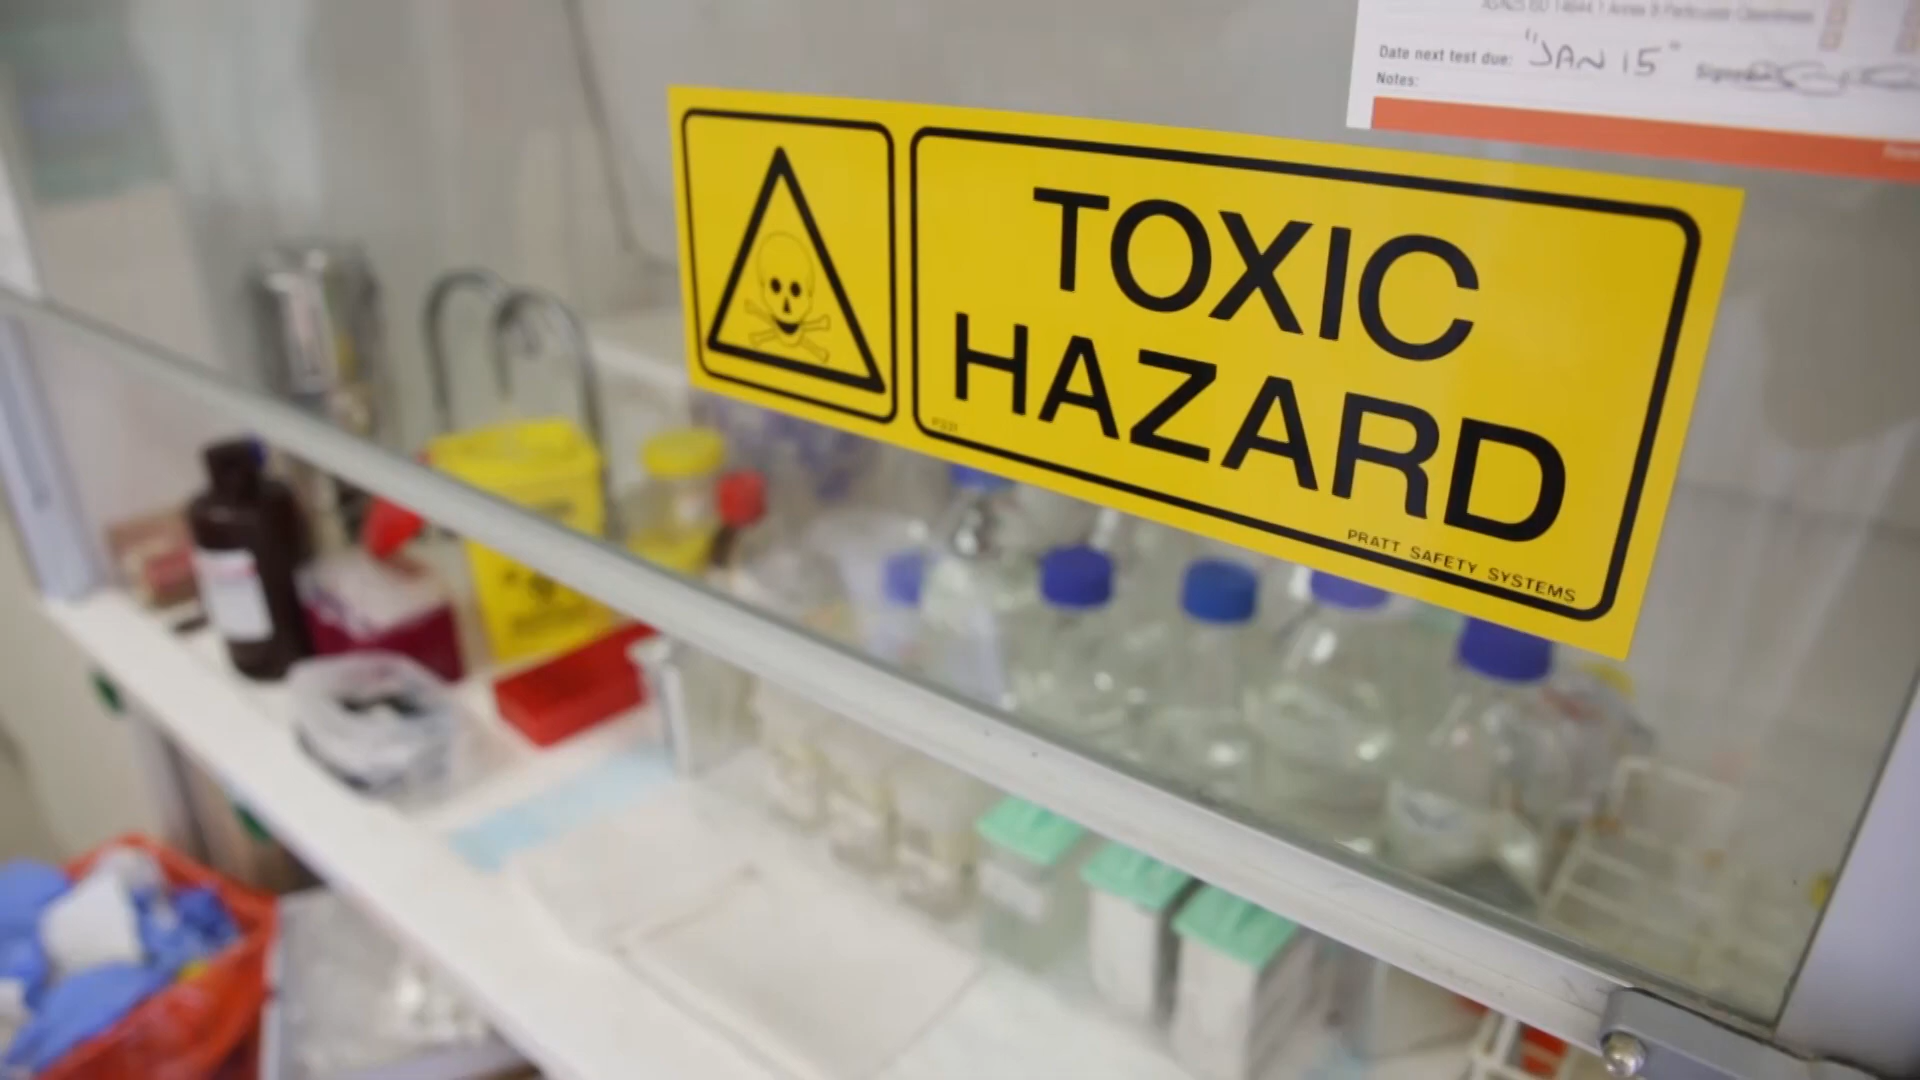 Date next test due: "JAN 15"
Notes:
TOXIC
HAZARD
PRATT SAFETY SYSTEMS